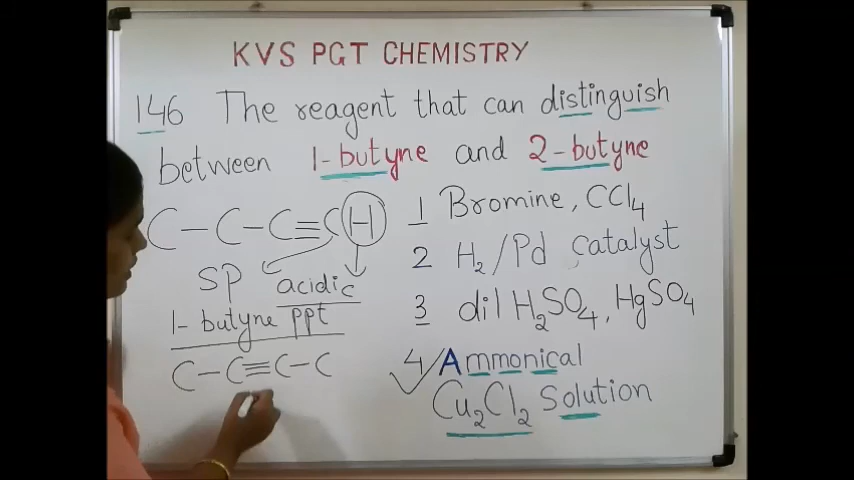 KVS PGT CHEMISTRY
146 The reagent that can distinguish
between 1-butyne and 2-butyne
C-C-C≡CH
SP acidic
1-butyne ppt
C-C≡C-C
1 Bromine, CCl4
2 H2/Pd catalyst
3 dil H2SO4, HgSO4
4 Ammonical
Cu2Cl2 Solution